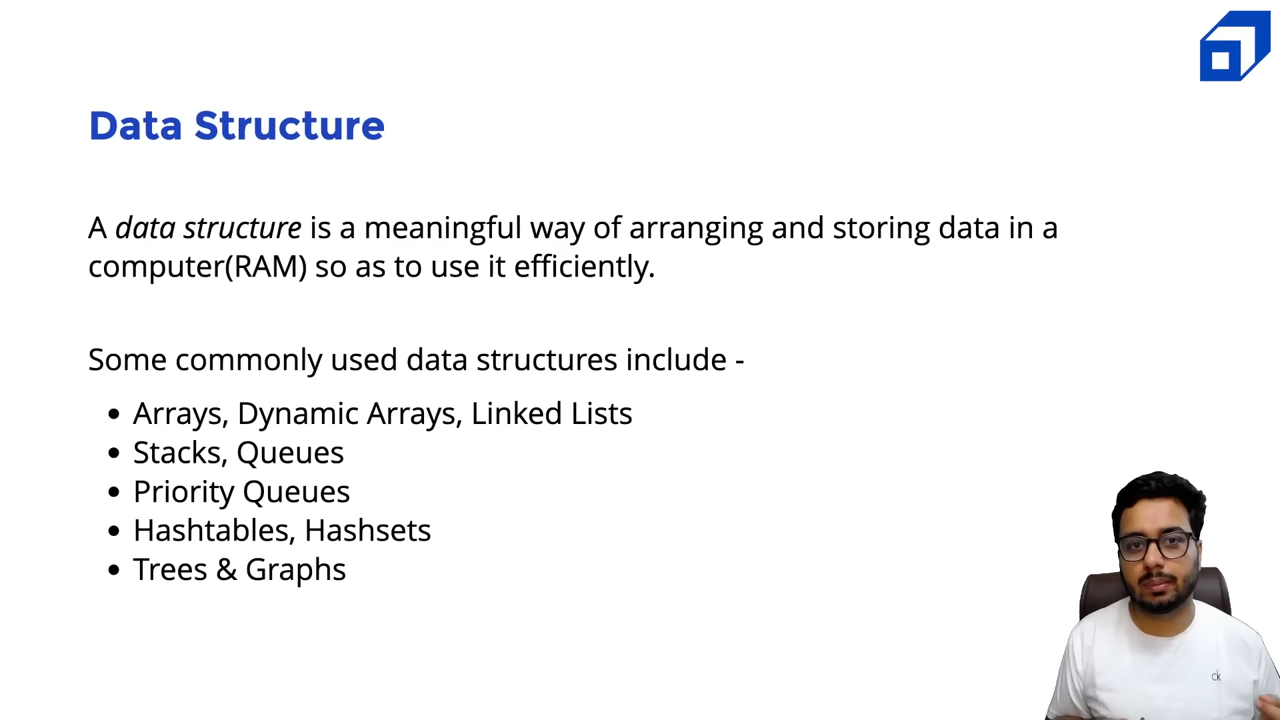 Data Structure
A data structure is a meaningful way of arranging and storing data in a
computer(RAM) so as to use it efficiently.
Some commonly used data structures include -
• Arrays, Dynamic Arrays, Linked Lists
• Stacks, Queues
• Priority Queues
• Hashtables, Hashsets
• Trees & Graphs
ck